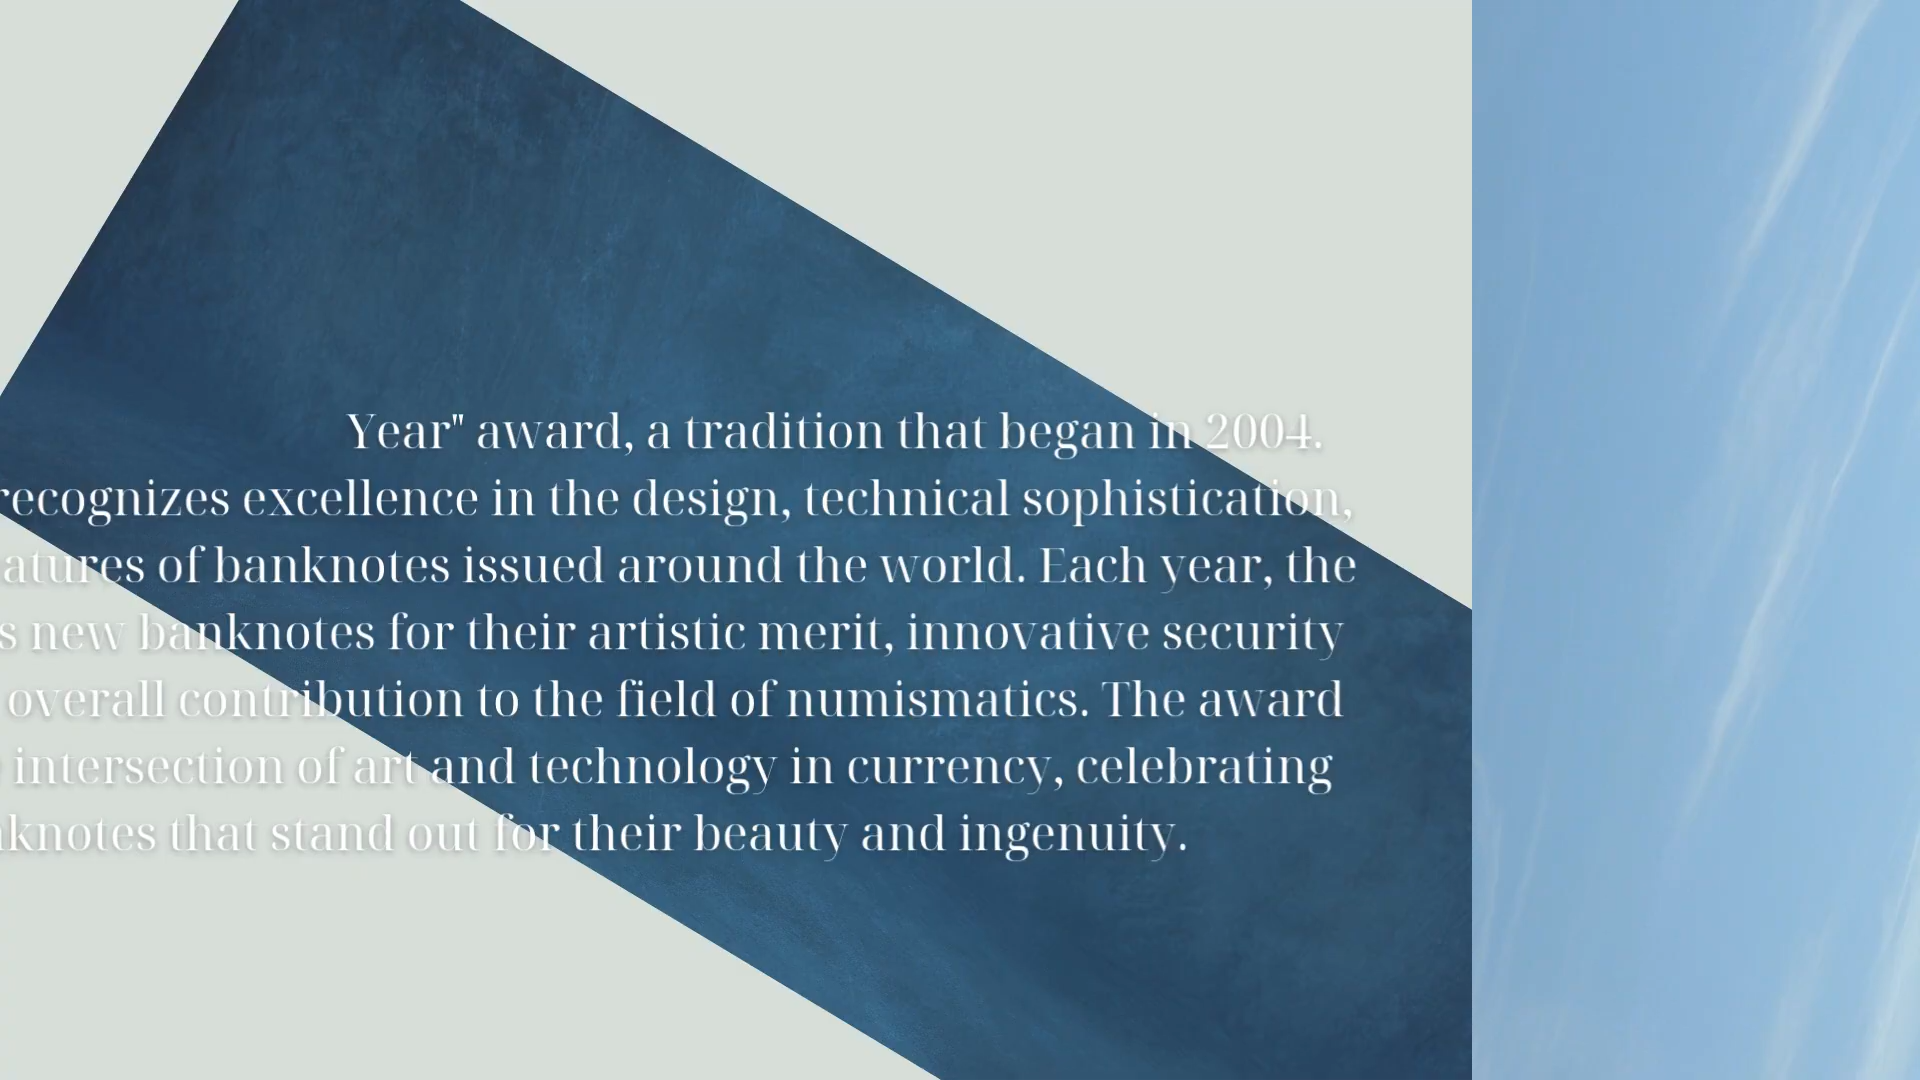 Year" award, a tradition that began in 2004.
recognizes excellence in the design, technical sophistication,
of banknotes issued around the world. Each year, the
new banknotes for their artistic merit, innovative security
overall contribution to the field of numismatics. The award
intersection of art and technology in currency, celebrating
that stand out for their beauty and ingenuity.